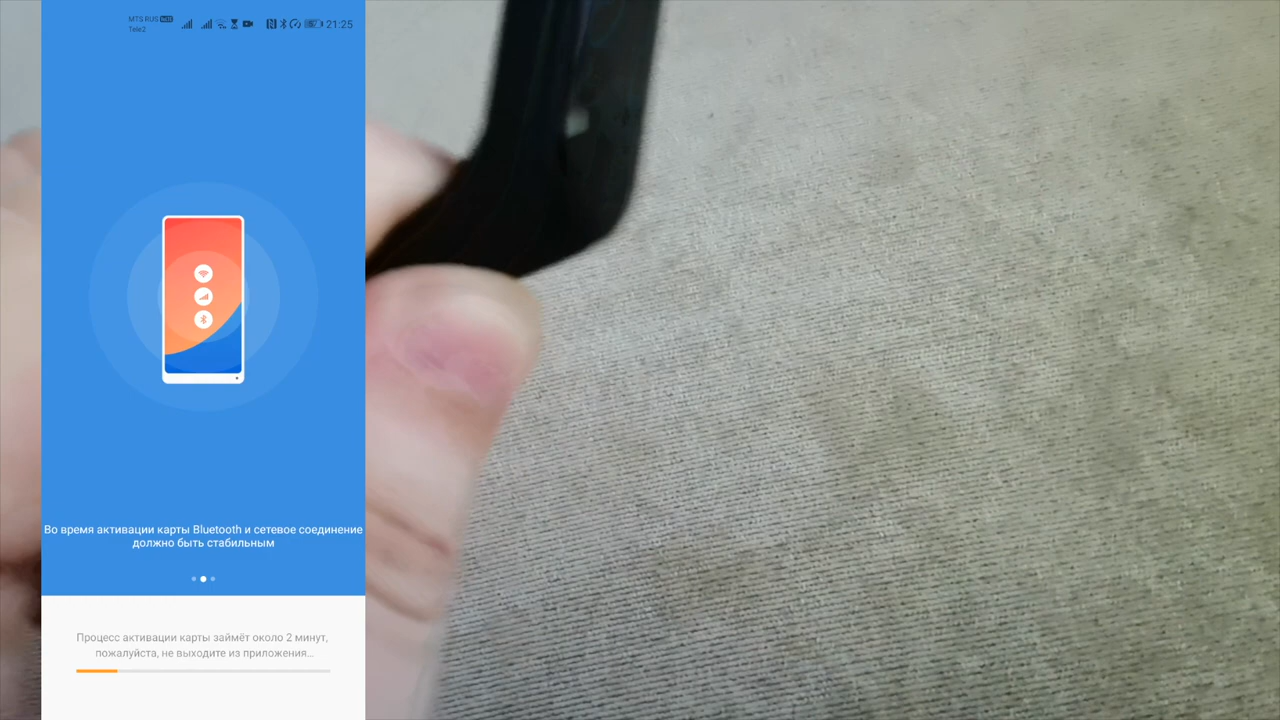 MTS RUS
Tele2
21:25
Во время активации карты Bluetooth и сетевое соединение
должно быть стабильным
Процесс активации карты займёт около 2 минут,
пожалуйста, не выходите из приложения...